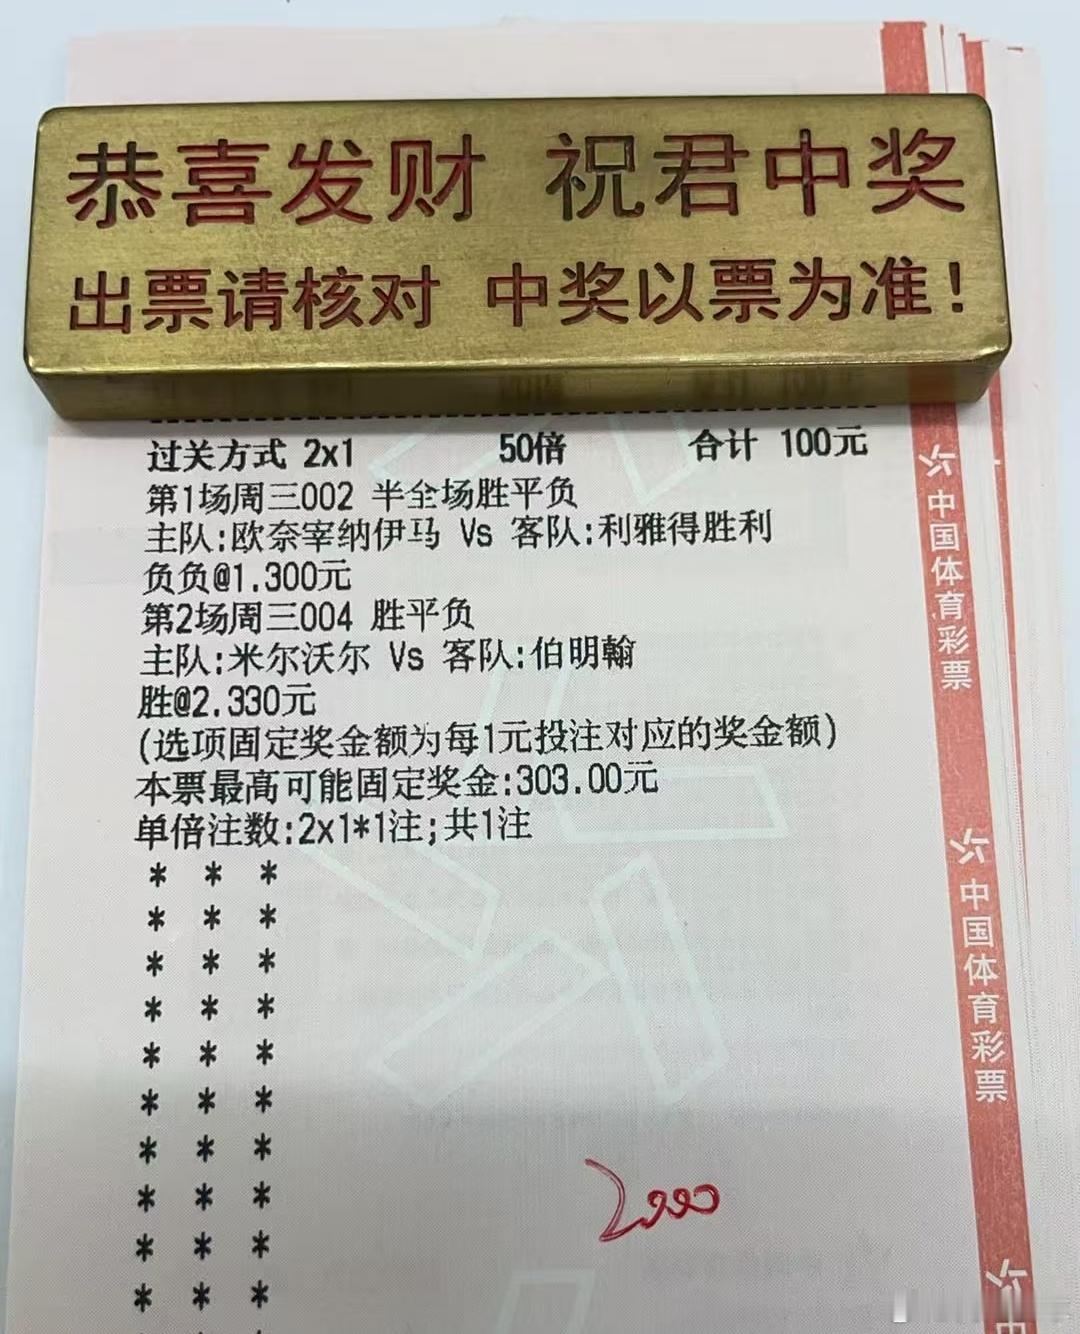 恭喜发财 祝君中奖
出票请核对 中奖以票为准！
过关方式 2x1 50倍 合计 100元
第1场周三002 半全场胜平负
主队:欧奈宰纳伊马 Vs 客队:利雅得胜利
负负@1.300元
第2场周三004 胜平负
主队:米尔沃尔 Vs 客队:伯明翰
胜@2.330元
(选项固定奖金额为每1元投注对应的奖金额)
本票最高可能固定奖金:303.00元
单倍注数:2x1*1注;共1注
* * *
* * *
* * *
* * *
* * *
* * *
* * *
* * *
* * *
* * *
2000
中国体育彩票
中国体育彩票
中